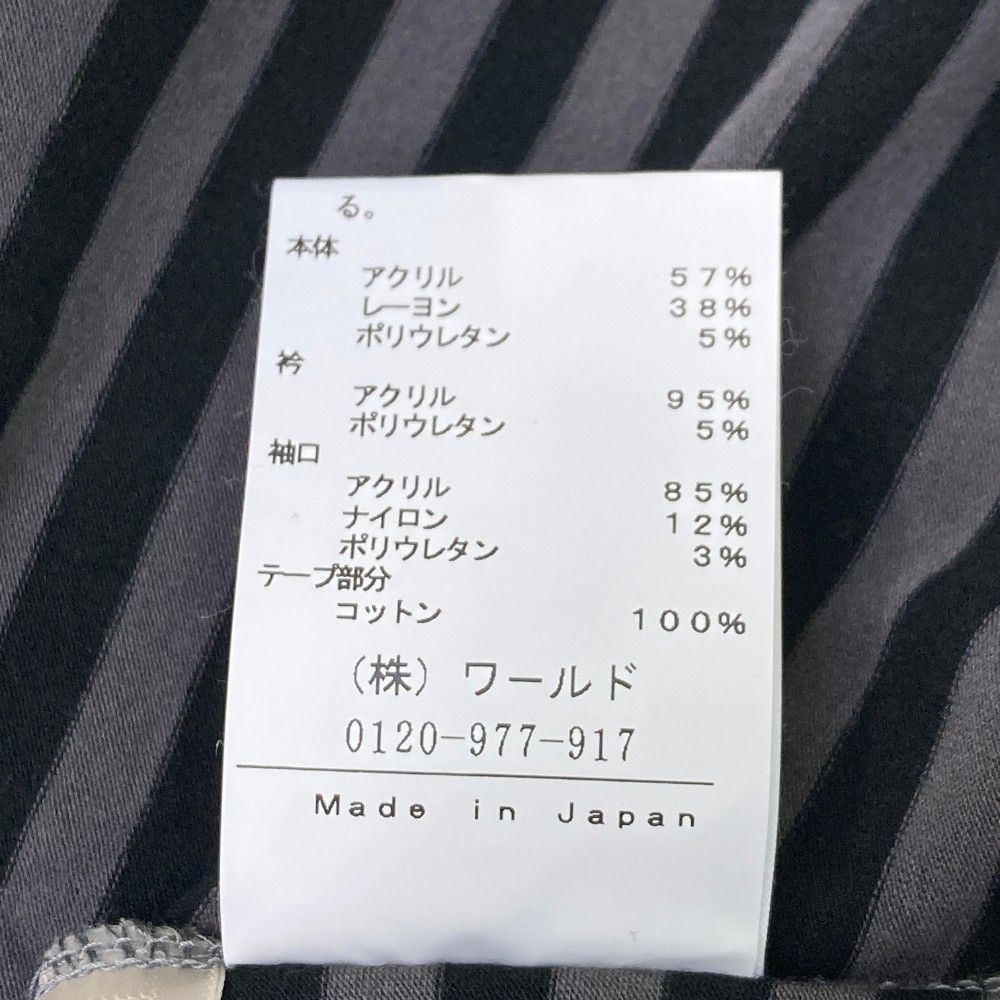 る。
本体
アクリル 57%
レーヨン 38%
ポリウレタン 5%
衿
アクリル 95%
ポリウレタン 5%
袖口
アクリル 85%
ナイロン 12%
ポリウレタン 3%
テープ部分
コットン 100%
(株) ワールド
0120-977-917
Made in Japan